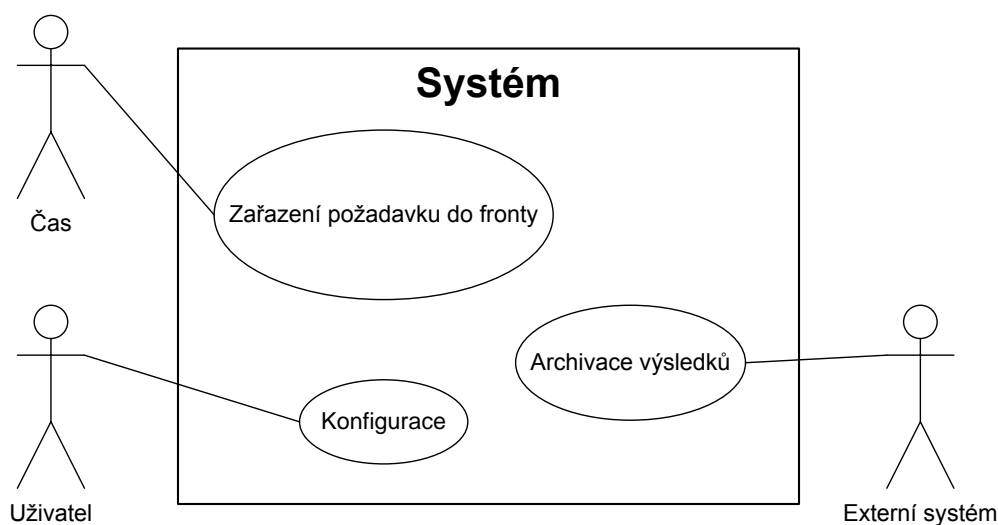 Systém
Zařazení požadavku do fronty
Čas
Archivace výsledků
Konfigurace
Uživatel
Externí systém